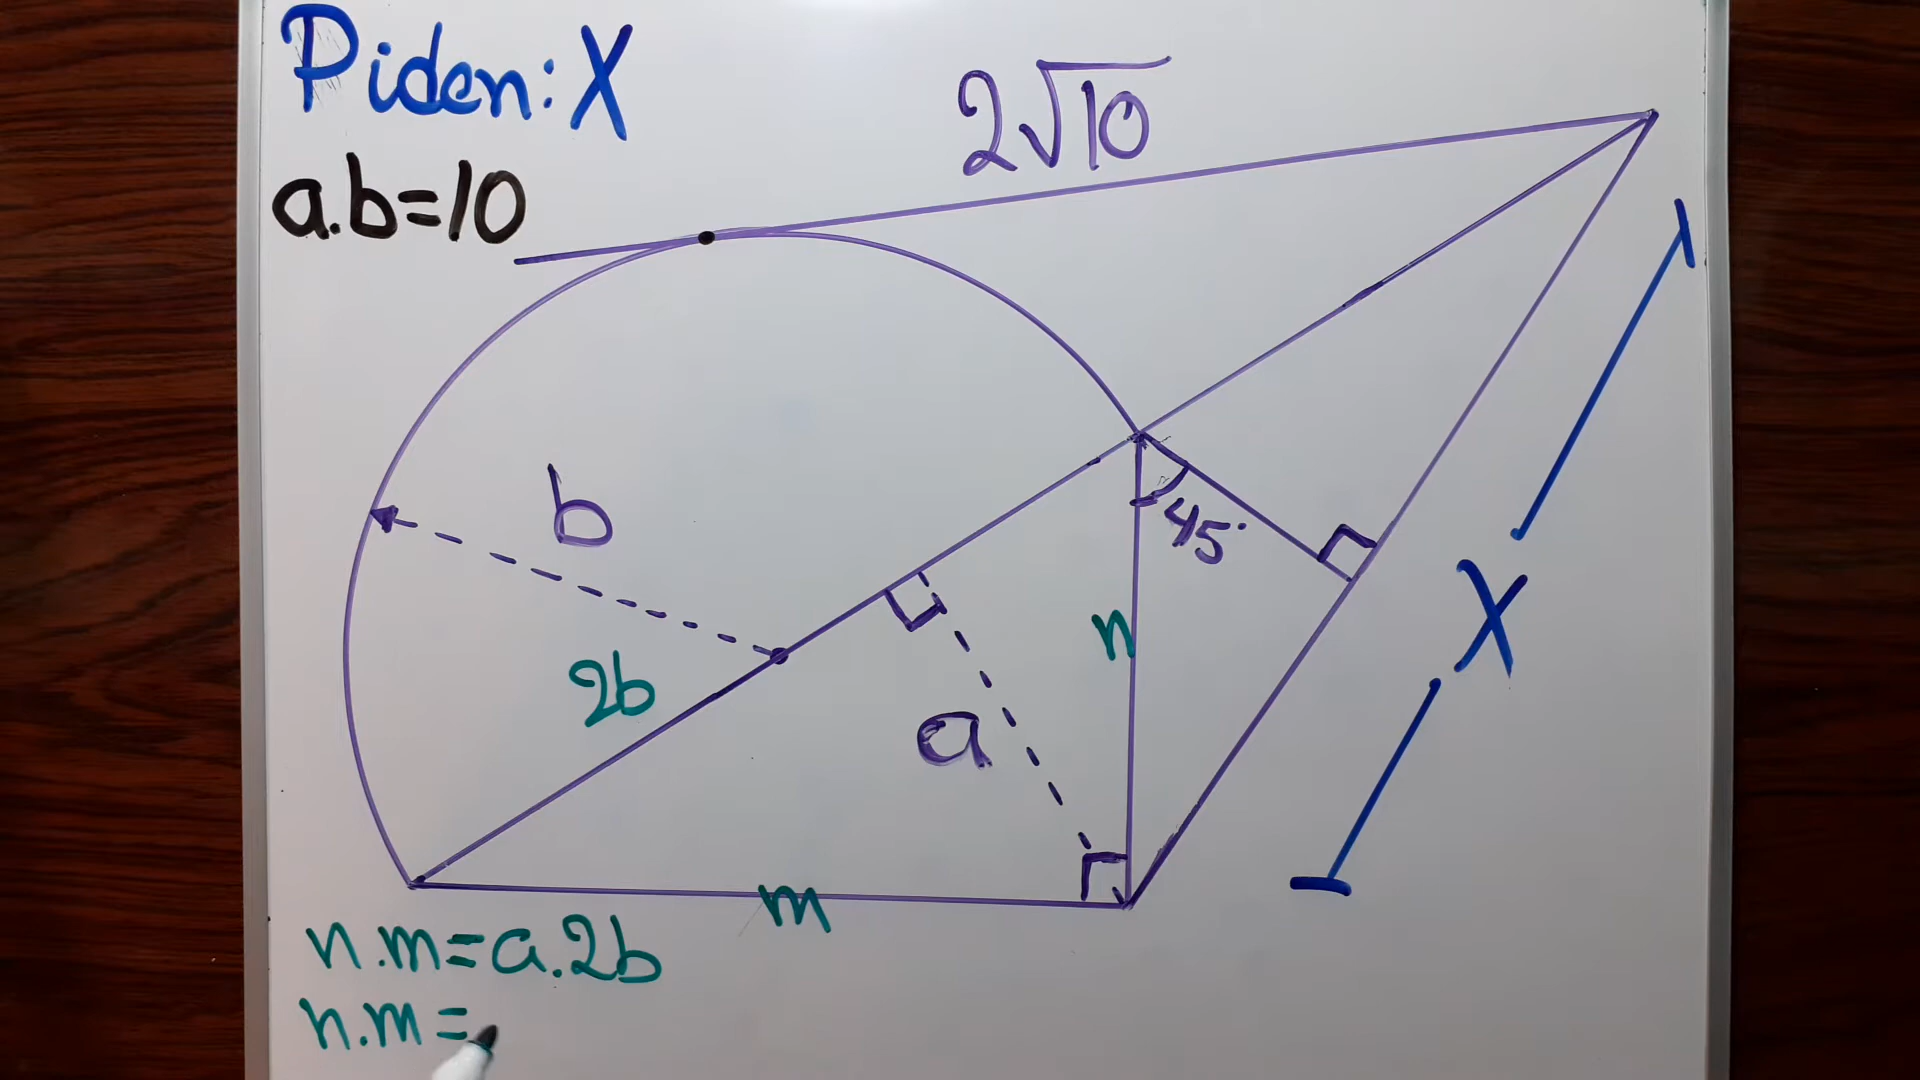 Piden: X
a.b=10
2√10
b
45°
n
2b
a
X
m
n.m=a.2b
n.m=